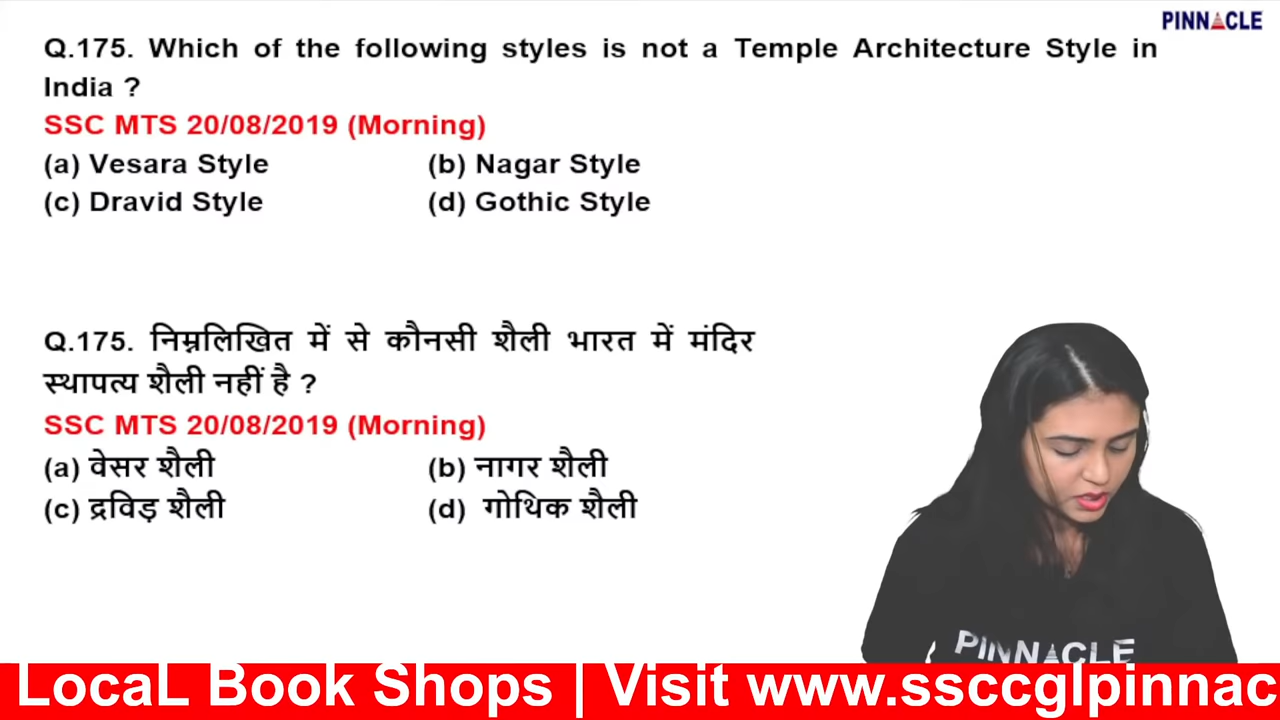 PINNACLE
Q.175. Which of the following styles is not a Temple Architecture Style in
India ?
SSC MTS 20/08/2019 (Morning)
(a) Vesara Style (b) Nagar Style
(c) Dravid Style (d) Gothic Style
Q.175. निम्नलिखित में से कौनसी शैली भारत में मंदिर
स्थापत्य शैली नहीं है ?
SSC MTS 20/08/2019 (Morning)
(a) वेसर शैली (b) नागर शैली
(c) द्रविड़ शैली (d) गोथिक शैली
PINNACLE
LocaL Book Shops | Visit www.ssccglpinnac